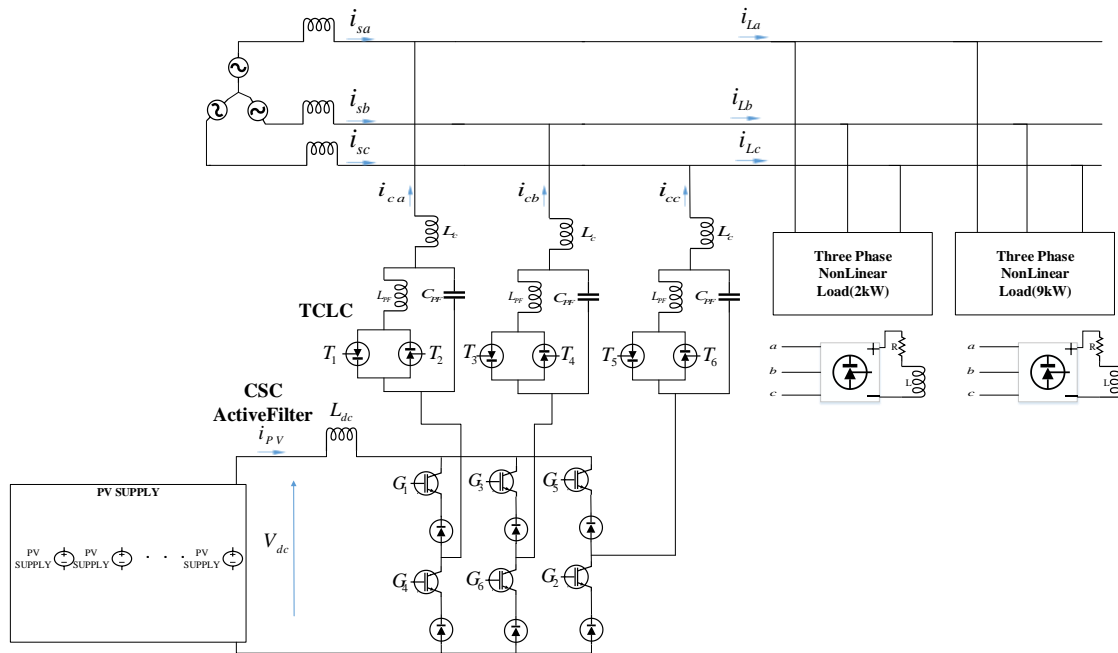 i_sa
i_La
i_sb
i_Lb
i_sc
i_Lc
i_ca
i_cb
i_cc
L_c
L_c
L_c
L_PF
C_PF
L_PF
C_PF
L_PF
C_PF
TCLC
T_1
T_2
T_3
T_4
T_5
T_6
Three Phase
NonLinear
Load(2kW)
Three Phase
NonLinear
Load(9kW)
a
b
c
R
L
a
b
c
R
L
CSC
ActiveFilter
i_PV
L_dc
G_1
G_3
G_5
PV SUPPLY
V_dc
PV
SUPPLY
PV
SUPPLY
. . .
PV
SUPPLY
G_4
G_6
G_2